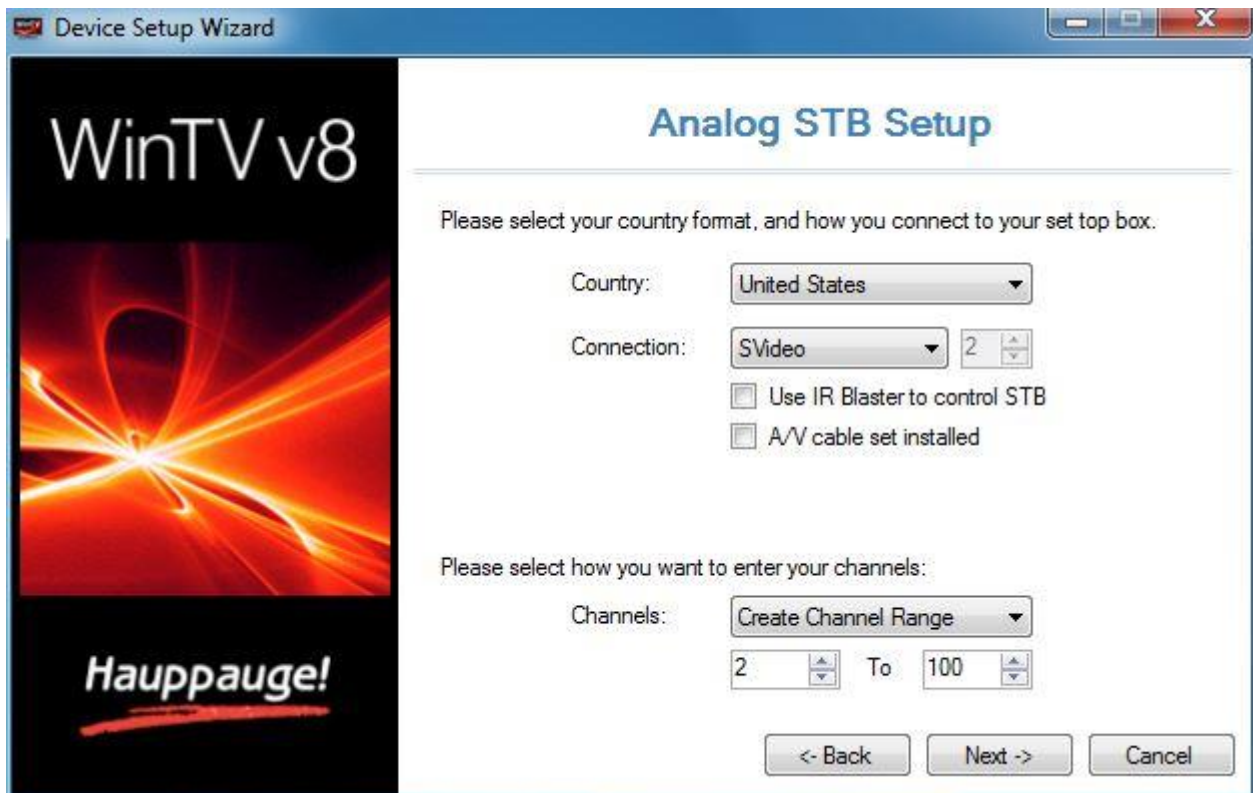 Device Setup Wizard
WinTV v8
Hauppauge!
Analog STB Setup
Please select your country format, and how you connect to your set top box.
Country: United States
Connection: SVideo 2
Use IR Blaster to control STB
A/V cable set installed
Please select how you want to enter your channels:
Channels: Create Channel Range
2 To 100
<- Back Next -> Cancel